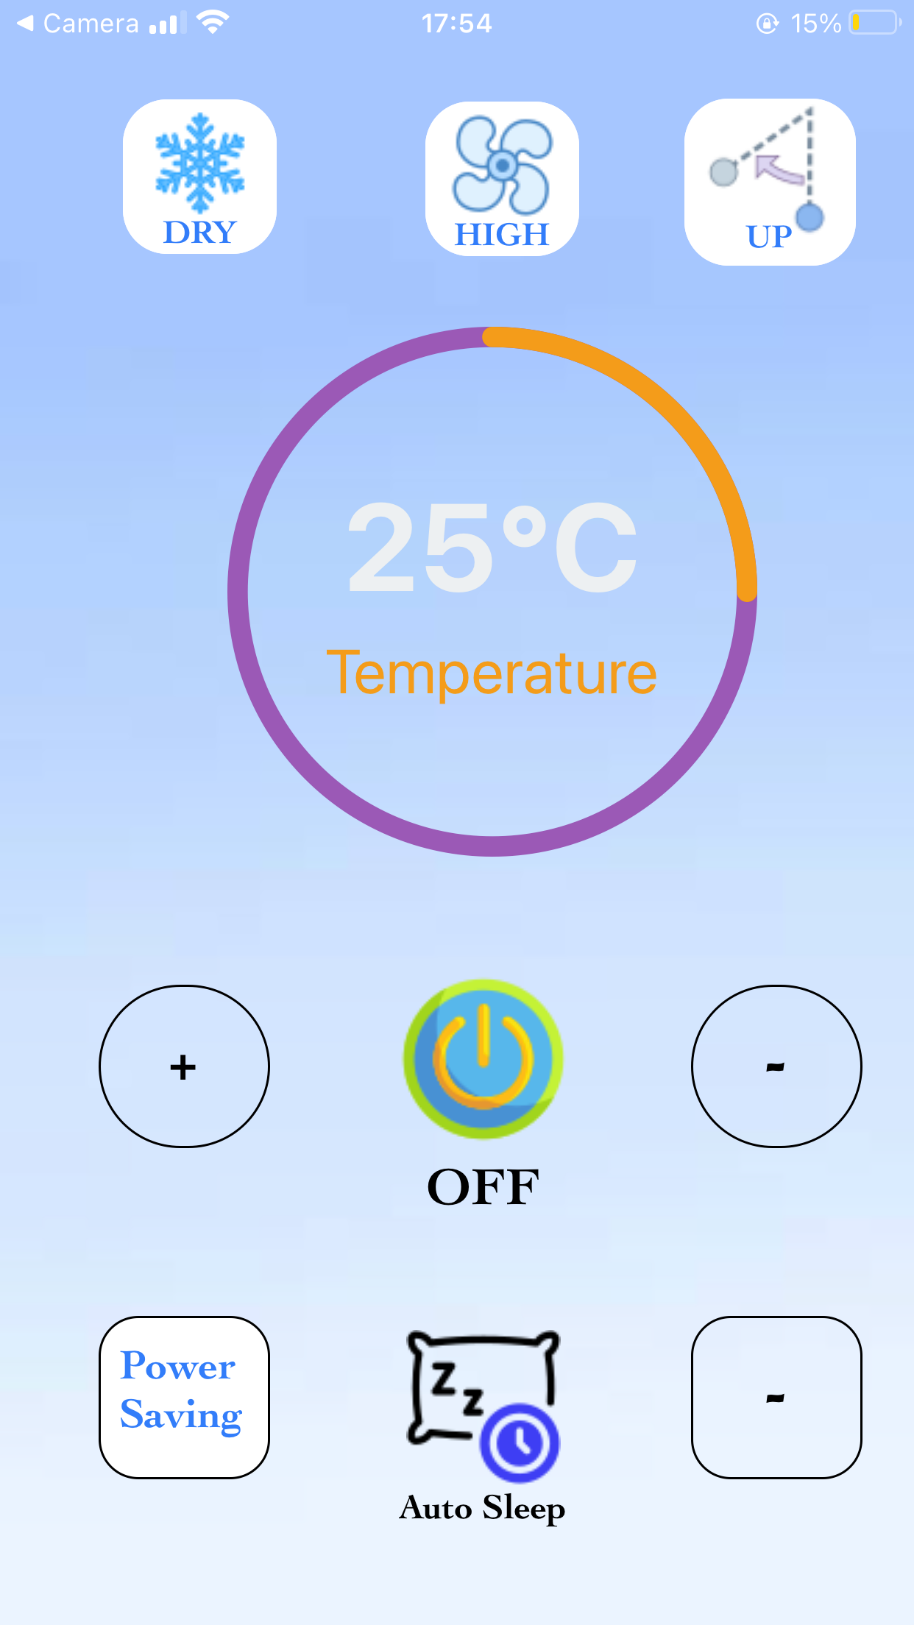 ◀ Camera 17:54 15%
DRY HIGH UP
25°C
Temperature
+ ~
OFF
Power
Saving
z
z
~
Auto Sleep